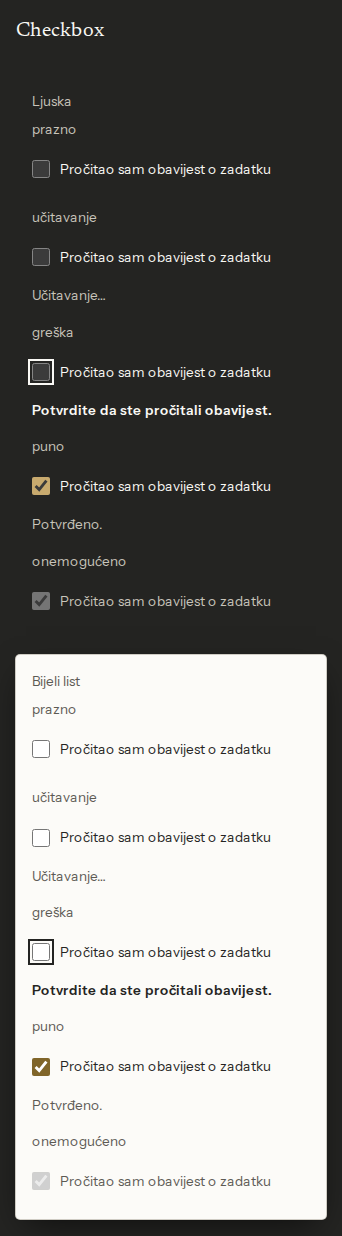 Checkbox
Ljuska
prazno
Pročitao sam obavijest o zadatku
učitavanje
Pročitao sam obavijest o zadatku
Učitavanje…
greška
Pročitao sam obavijest o zadatku
Potvrdite da ste pročitali obavijest.
puno
Pročitao sam obavijest o zadatku
Potvrđeno.
onemogućeno
Pročitao sam obavijest o zadatku
Bijeli list
prazno
Pročitao sam obavijest o zadatku
učitavanje
Pročitao sam obavijest o zadatku
Učitavanje…
greška
Pročitao sam obavijest o zadatku
Potvrdite da ste pročitali obavijest.
puno
Pročitao sam obavijest o zadatku
Potvrđeno.
onemogućeno
Pročitao sam obavijest o zadatku